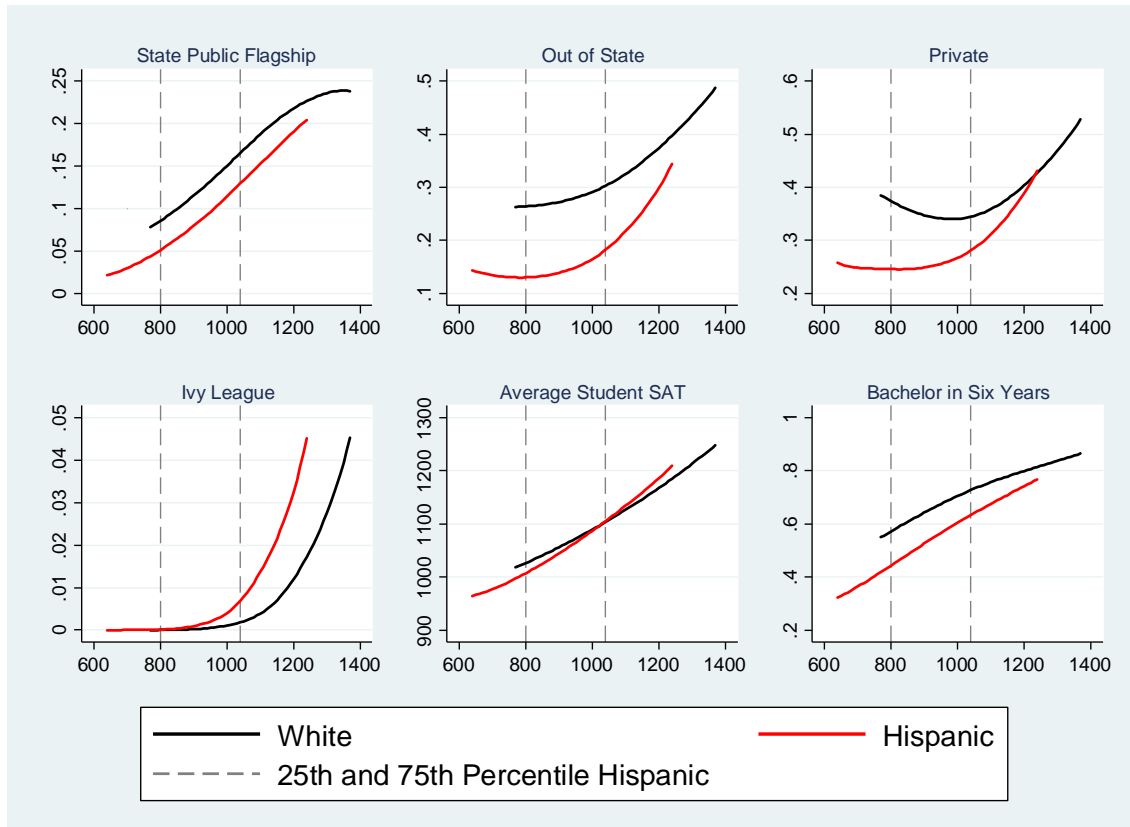 State Public Flagship
.25
.2
.15
.1
.05
0
600 800 1000 1200 1400
Out of State
.5
.4
.3
.2
.1
600 800 1000 1200 1400
Private
.6
.5
.4
.3
.2
600 800 1000 1200 1400
Ivy League
.05
.04
.03
.02
.01
0
600 800 1000 1200 1400
Average Student SAT
1300
1200
1100
1000
900
600 800 1000 1200 1400
Bachelor in Six Years
1
.8
.6
.4
.2
600 800 1000 1200 1400
White
Hispanic
25th and 75th Percentile Hispanic